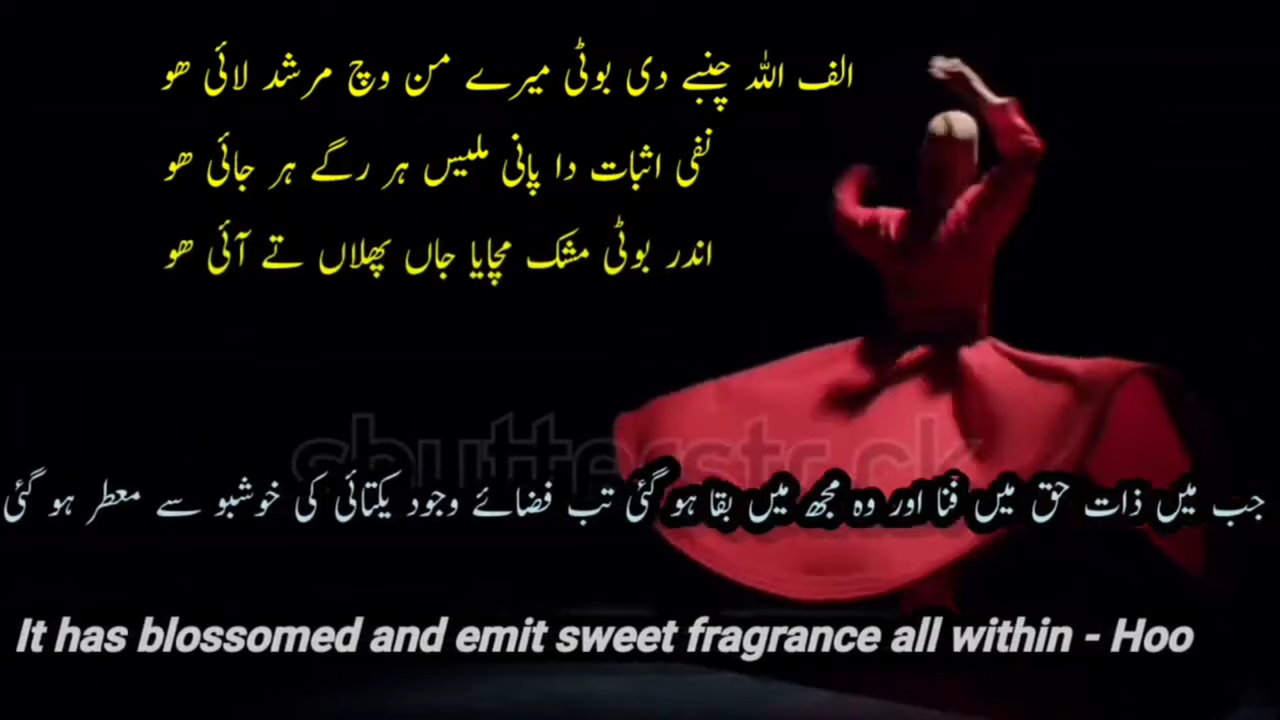 الف اللہ چنبے دی بوٹی میرے من وچ مرشد لائی ھو
نفی اثبات دا پانی ملیس ہر رگے ہر جائی ھو
اندر بوٹی مشک مچایا جاں پھلاں تے آئی ھو
shutterstock
جب میں ذات حق میں فنا اور وہ مجھ میں بقا ہو گئی تب فضائے وجود یکتائی کی خوشبو سے معطر ہو گئی
It has blossomed and emit sweet fragrance all within - Hoo